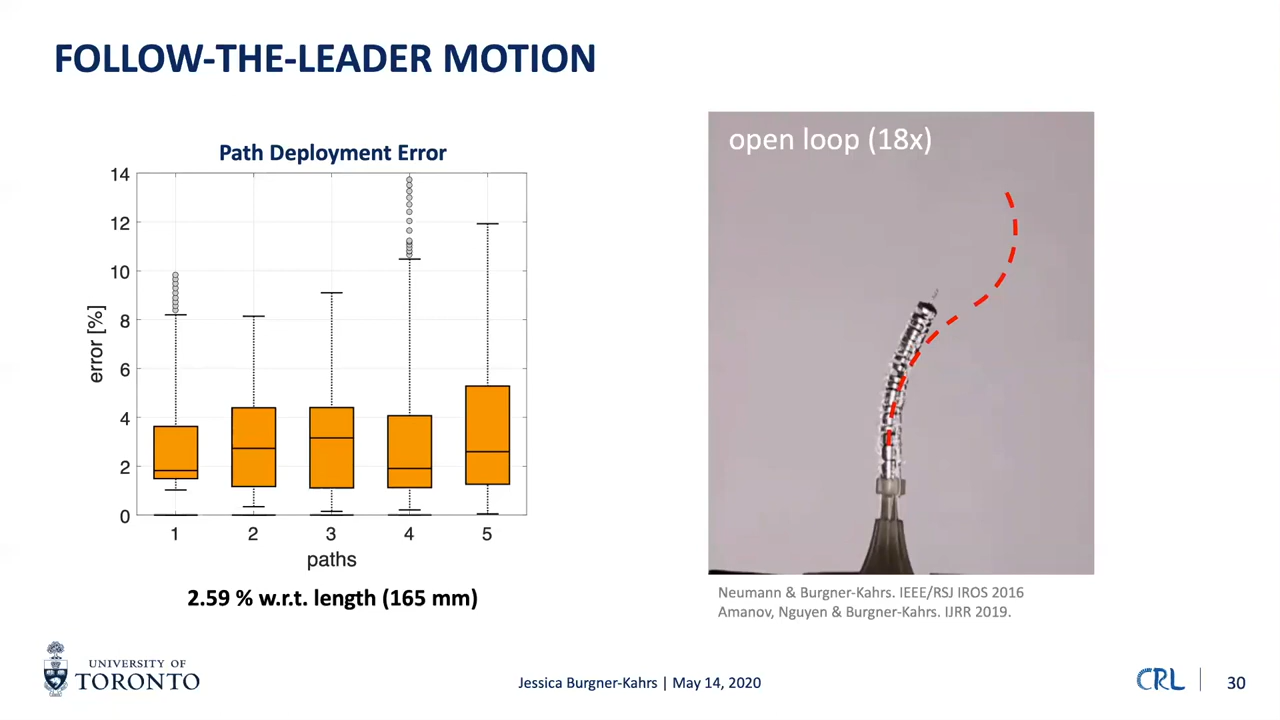 FOLLOW-THE-LEADER MOTION
Path Deployment Error
14
12
10
8
6
4
2
0
error [%]
1 2 3 4 5
paths
2.59 % w.r.t. length (165 mm)
open loop (18x)
Neumann & Burgner-Kahrs. IEEE/RSJ IROS 2016
Amanov, Nguyen & Burgner-Kahrs. IJRR 2019.
UNIVERSITY OF
TORONTO
Jessica Burgner-Kahrs | May 14, 2020
CRL
30